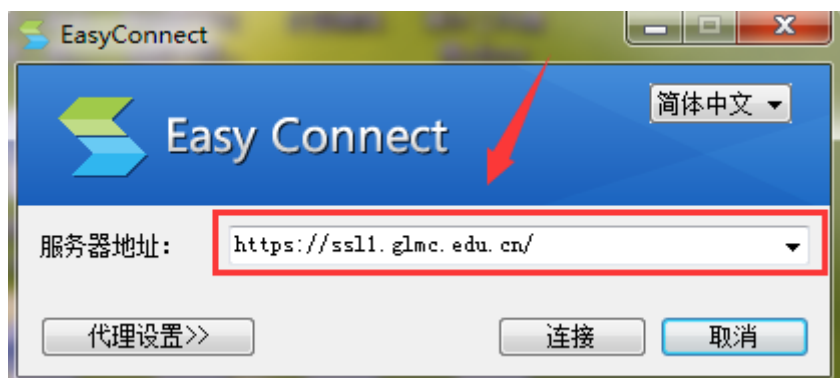 EasyConnect
简体中文
Easy Connect
服务器地址：
https://ssl1.glmc.edu.cn/
代理设置>>
连接
取消